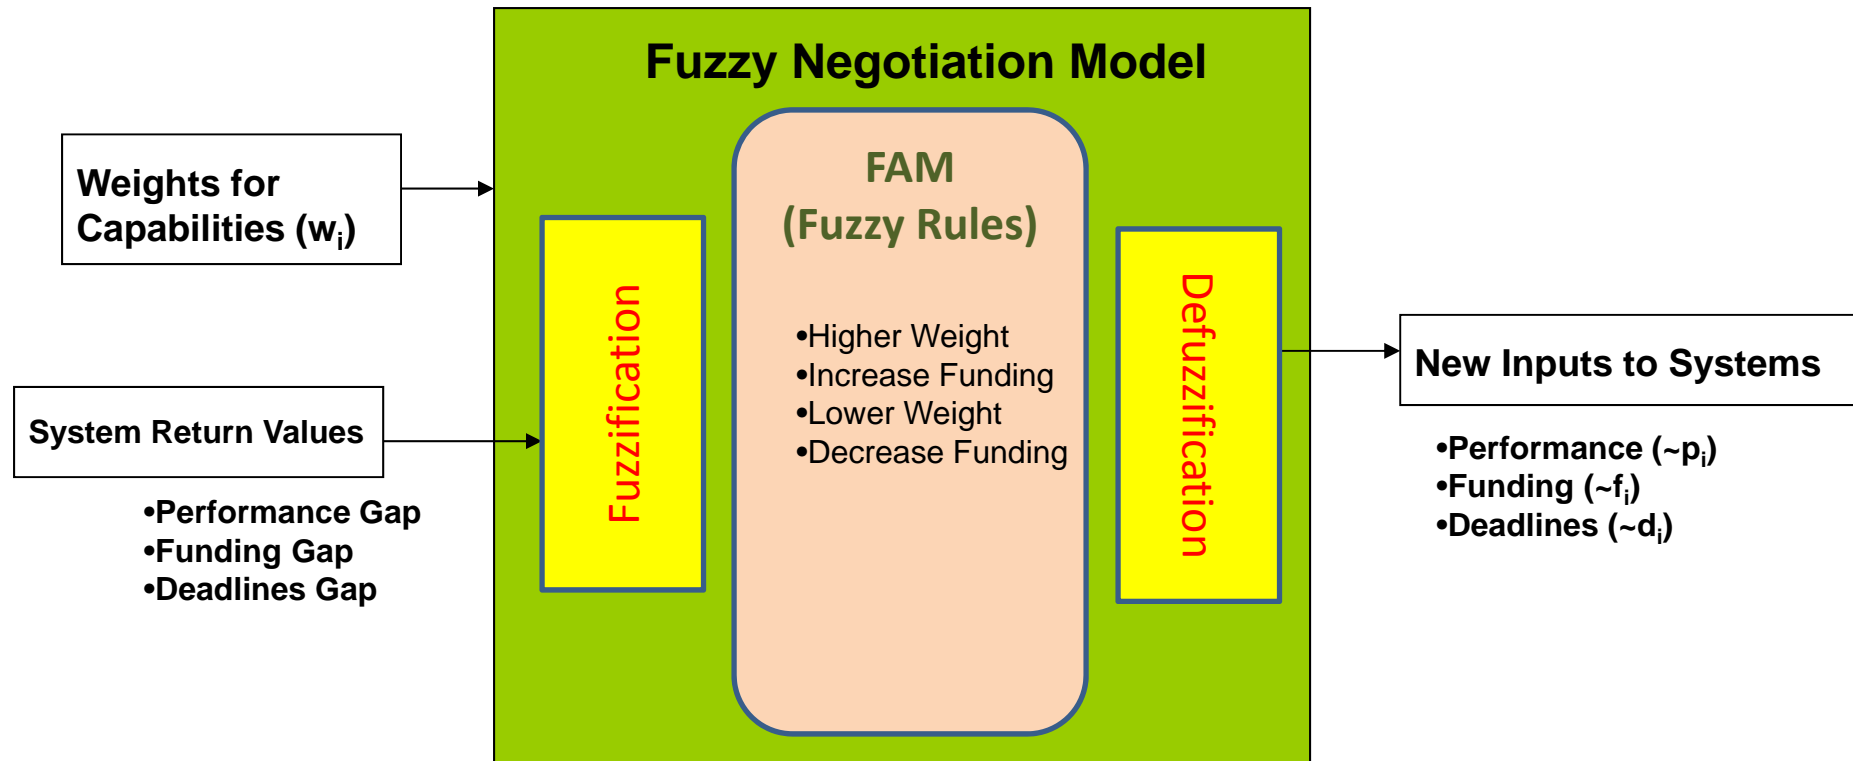 Fuzzy Negotiation Model
Weights for
Capabilities (wᵢ)
System Return Values
•Performance Gap
•Funding Gap
•Deadlines Gap
Fuzzification
FAM
(Fuzzy Rules)
•Higher Weight
•Increase Funding
•Lower Weight
•Decrease Funding
Defuzzification
New Inputs to Systems
•Performance (~pᵢ)
•Funding (~fᵢ)
•Deadlines (~dᵢ)